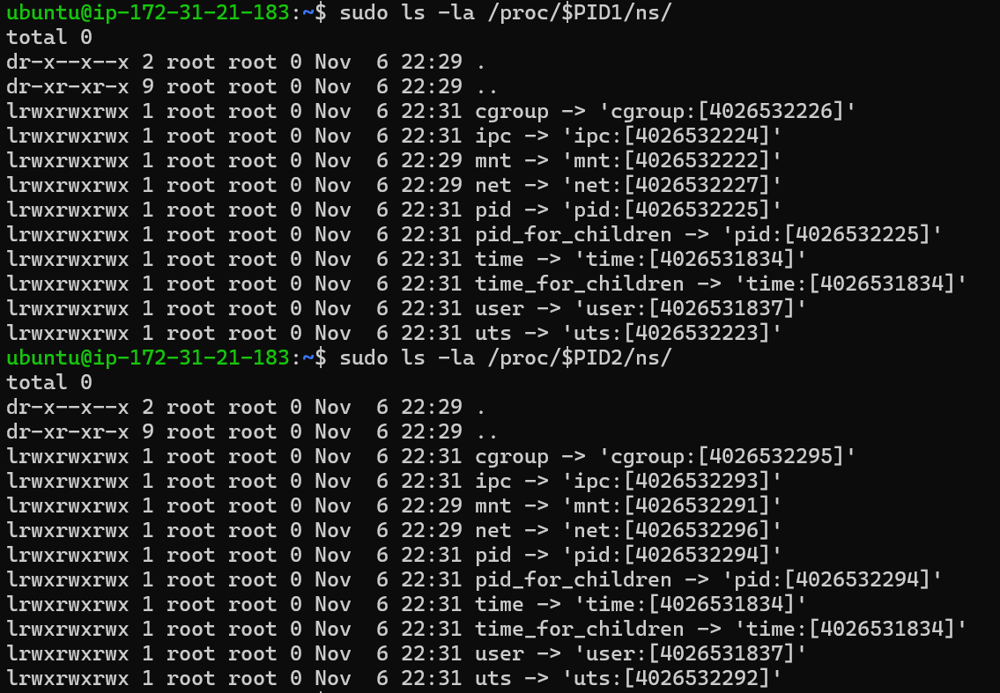 ubuntu@ip-172-31-21-183:~$ sudo ls -la /proc/$PID1/ns/
total 0
dr-x--x--x 2 root root 0 Nov  6 22:29 .
dr-xr-xr-x 9 root root 0 Nov  6 22:29 ..
lrwxrwxrwx 1 root root 0 Nov  6 22:31 cgroup -> 'cgroup:[4026532226]'
lrwxrwxrwx 1 root root 0 Nov  6 22:31 ipc -> 'ipc:[4026532224]'
lrwxrwxrwx 1 root root 0 Nov  6 22:29 mnt -> 'mnt:[4026532222]'
lrwxrwxrwx 1 root root 0 Nov  6 22:29 net -> 'net:[4026532227]'
lrwxrwxrwx 1 root root 0 Nov  6 22:31 pid -> 'pid:[4026532225]'
lrwxrwxrwx 1 root root 0 Nov  6 22:31 pid_for_children -> 'pid:[4026532225]'
lrwxrwxrwx 1 root root 0 Nov  6 22:31 time -> 'time:[4026531834]'
lrwxrwxrwx 1 root root 0 Nov  6 22:31 time_for_children -> 'time:[4026531834]'
lrwxrwxrwx 1 root root 0 Nov  6 22:31 user -> 'user:[4026531837]'
lrwxrwxrwx 1 root root 0 Nov  6 22:31 uts -> 'uts:[4026532223]'
ubuntu@ip-172-31-21-183:~$ sudo ls -la /proc/$PID2/ns/
total 0
dr-x--x--x 2 root root 0 Nov  6 22:29 .
dr-xr-xr-x 9 root root 0 Nov  6 22:29 ..
lrwxrwxrwx 1 root root 0 Nov  6 22:31 cgroup -> 'cgroup:[4026532295]'
lrwxrwxrwx 1 root root 0 Nov  6 22:31 ipc -> 'ipc:[4026532293]'
lrwxrwxrwx 1 root root 0 Nov  6 22:29 mnt -> 'mnt:[4026532291]'
lrwxrwxrwx 1 root root 0 Nov  6 22:29 net -> 'net:[4026532296]'
lrwxrwxrwx 1 root root 0 Nov  6 22:31 pid -> 'pid:[4026532294]'
lrwxrwxrwx 1 root root 0 Nov  6 22:31 pid_for_children -> 'pid:[4026532294]'
lrwxrwxrwx 1 root root 0 Nov  6 22:31 time -> 'time:[4026531834]'
lrwxrwxrwx 1 root root 0 Nov  6 22:31 time_for_children -> 'time:[4026531834]'
lrwxrwxrwx 1 root root 0 Nov  6 22:31 user -> 'user:[4026531837]'
lrwxrwxrwx 1 root root 0 Nov  6 22:31 uts -> 'uts:[4026532292]'